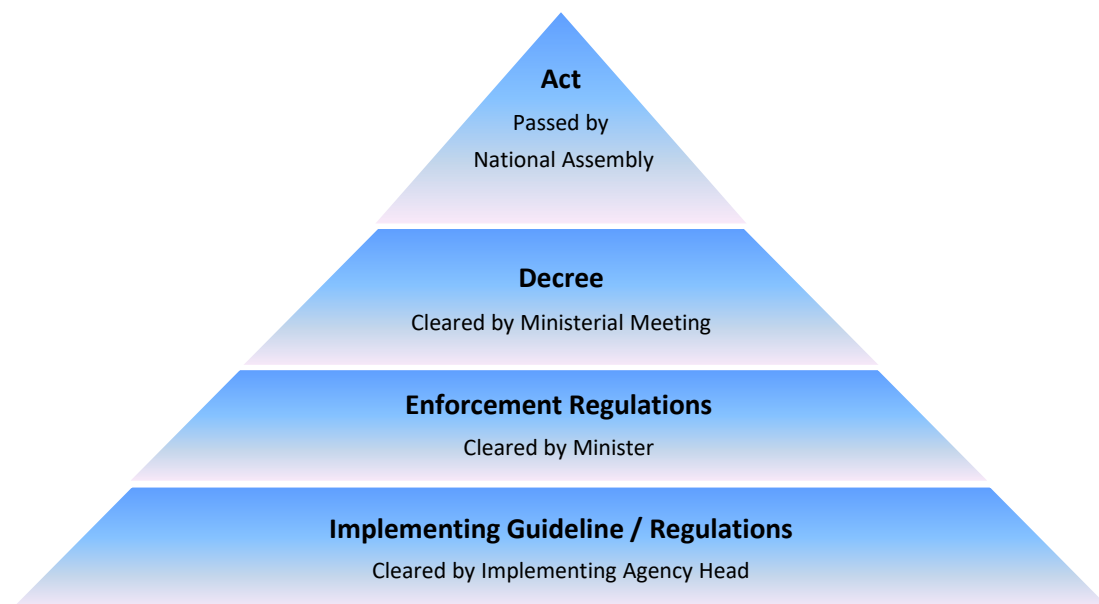 Act
Passed by
National Assembly
Decree
Cleared by Ministerial Meeting
Enforcement Regulations
Cleared by Minister
Implementing Guideline / Regulations
Cleared by Implementing Agency Head